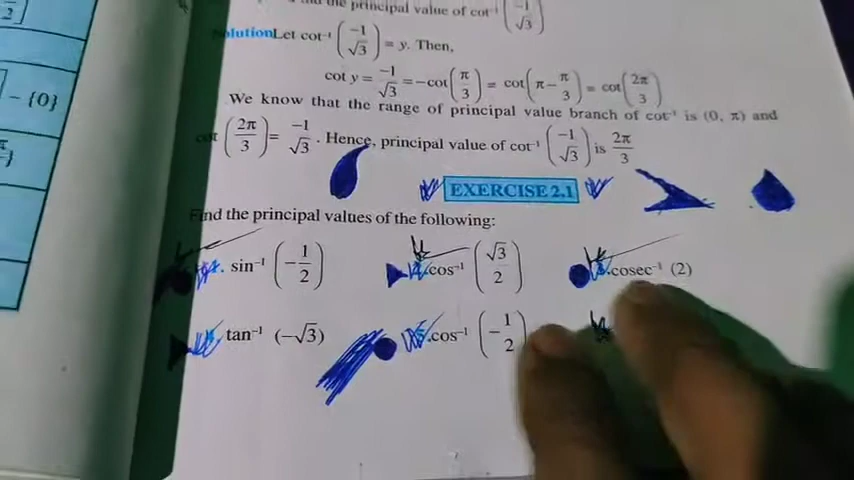 the principal value of cot⁻¹ (−1/√3)
Solution Let cot⁻¹ (−1/√3) = y. Then,
cot y = −1/√3 = −cot(π/3) = cot(π − π/3) = cot(2π/3)
We know that the range of principal value branch of cot⁻¹ is (0, π) and
cot (2π/3) = −1/√3. Hence, principal value of cot⁻¹ (−1/√3) is 2π/3
EXERCISE 2.1
Find the principal values of the following:
sin⁻¹ (−1/2) cos⁻¹ (√3/2) cosec⁻¹ (2)
tan⁻¹ (−√3) cos⁻¹ (−1/2
− {0}